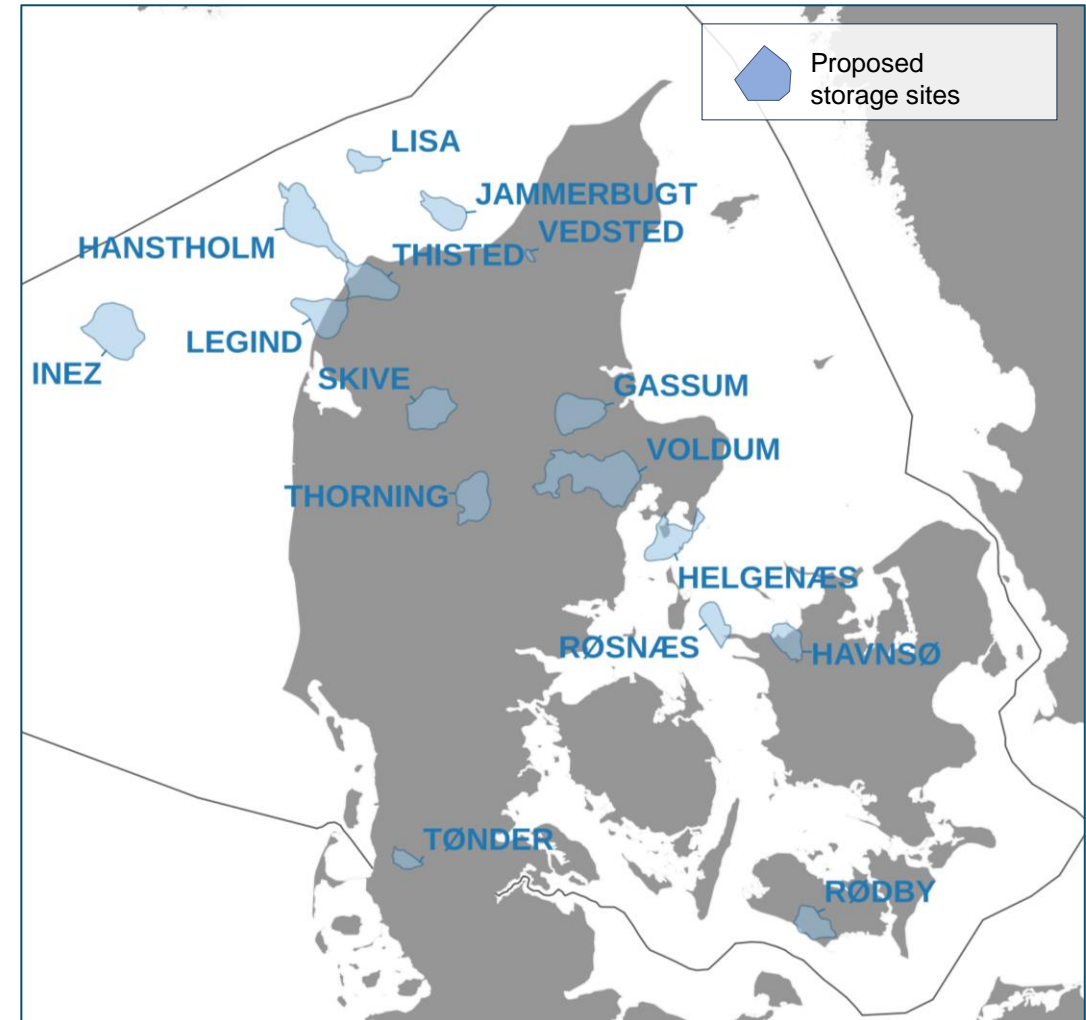 Proposed
storage sites
LISA
JAMMERBUGT
VEDSTED
HANSTHOLM
THISTED
LEGIND
INEZ
SKIVE
GASSUM
VOLDUM
THORNING
HELGENÆS
RØSNÆS
HAVNSØ
TØNDER
RØDBY